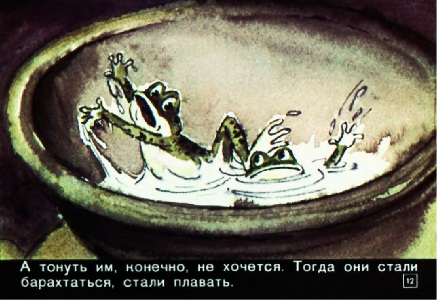 А тонуть им, конечно, не хочется. Тогда они стали
барахтаться, стали плавать.
12